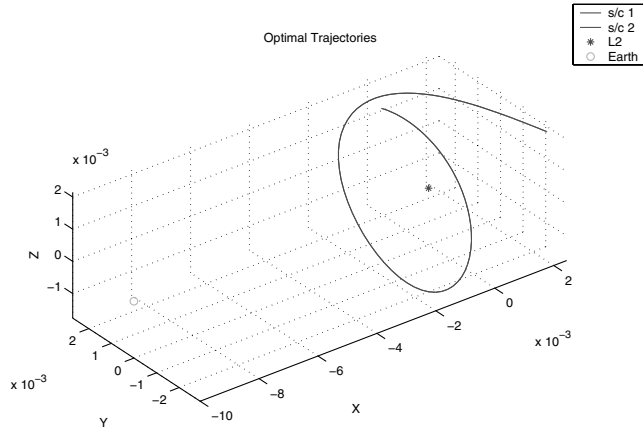 Optimal Trajectories
s/c 1
s/c 2
L2
Earth
x 10−3
2
1
0
−1
Z
2
1
0
−1
−2
x 10−3
Y
−10
−8
−6
−4
−2
0
2
x 10−3
X